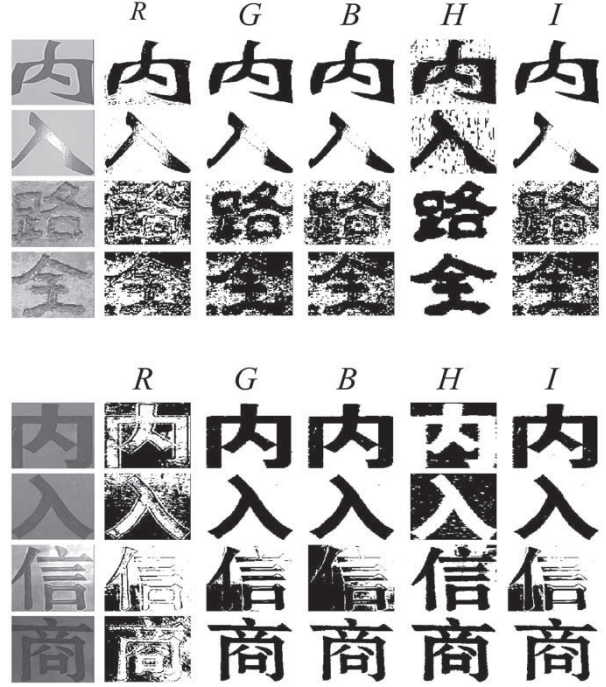 R G B H I
内 内 内 内 内 内
入 入 入 入 入 入
路 路 路 路 路 路
全 全 全 全 全 全
R G B H I
内 内 内 内 内 内
入 入 入 入 入 入
信 信 信 信 信 信
商 商 商 商 商 商